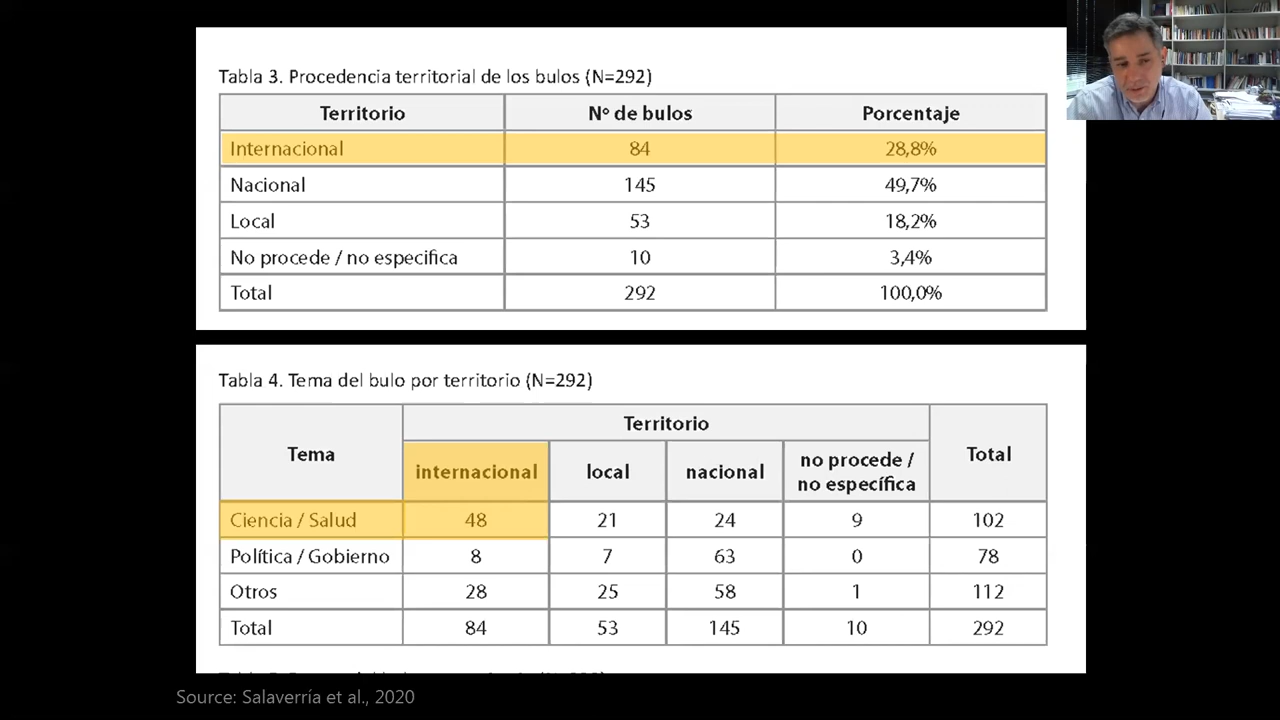 Tabla 3. Procedencia territorial de los bulos (N=292)
Territorio Nº de bulos Porcentaje
Internacional 84 28,8%
Nacional 145 49,7%
Local 53 18,2%
No procede / no especifica 10 3,4%
Total 292 100,0%
Tabla 4. Tema del bulo por territorio (N=292)
Tema Territorio Total
internacional local nacional no procede / no específica
Ciencia / Salud 48 21 24 9 102
Política / Gobierno 8 7 63 0 78
Otros 28 25 58 1 112
Total 84 53 145 10 292
Source: Salaverría et al., 2020